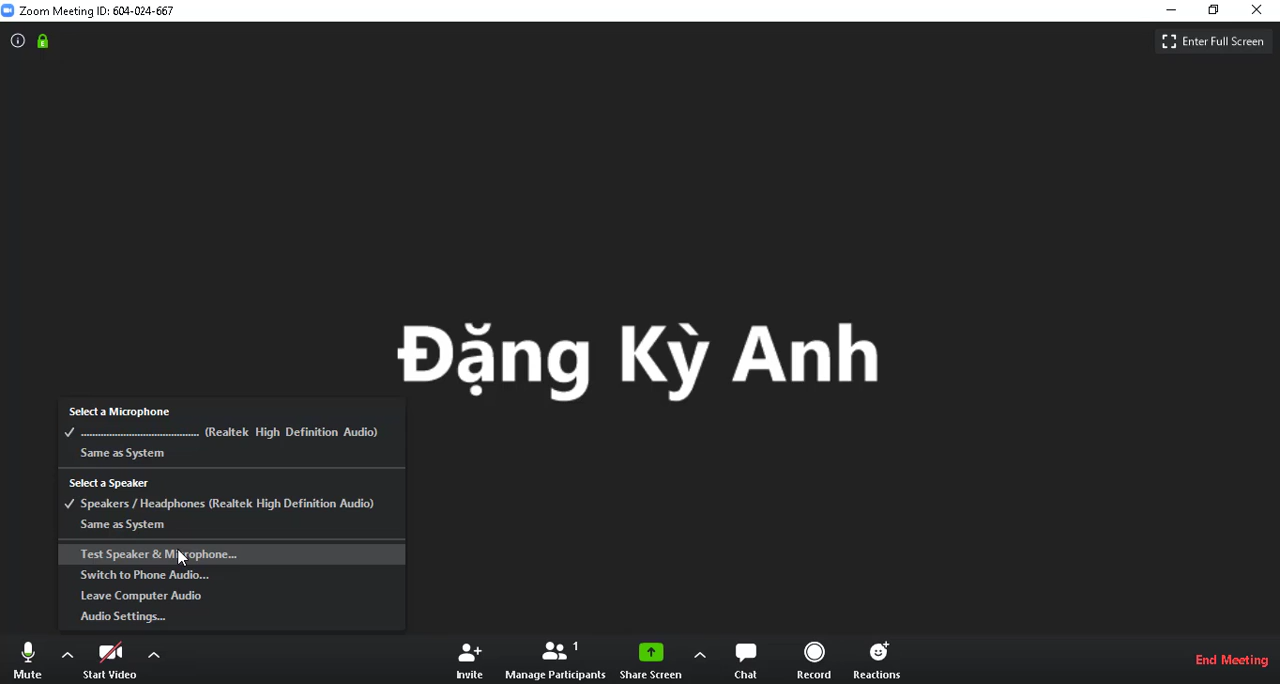 Zoom Meeting ID: 604-024-667
Enter Full Screen
Đặng Kỳ Anh
Select a Microphone
✓ ........................................ (Realtek High Definition Audio)
Same as System
Select a Speaker
✓ Speakers / Headphones (Realtek High Definition Audio)
Same as System
Test Speaker & Microphone...
Switch to Phone Audio...
Leave Computer Audio
Audio Settings...
1
Mute
Start Video
Invite
Manage Participants
Share Screen
Chat
Record
Reactions
End Meeting